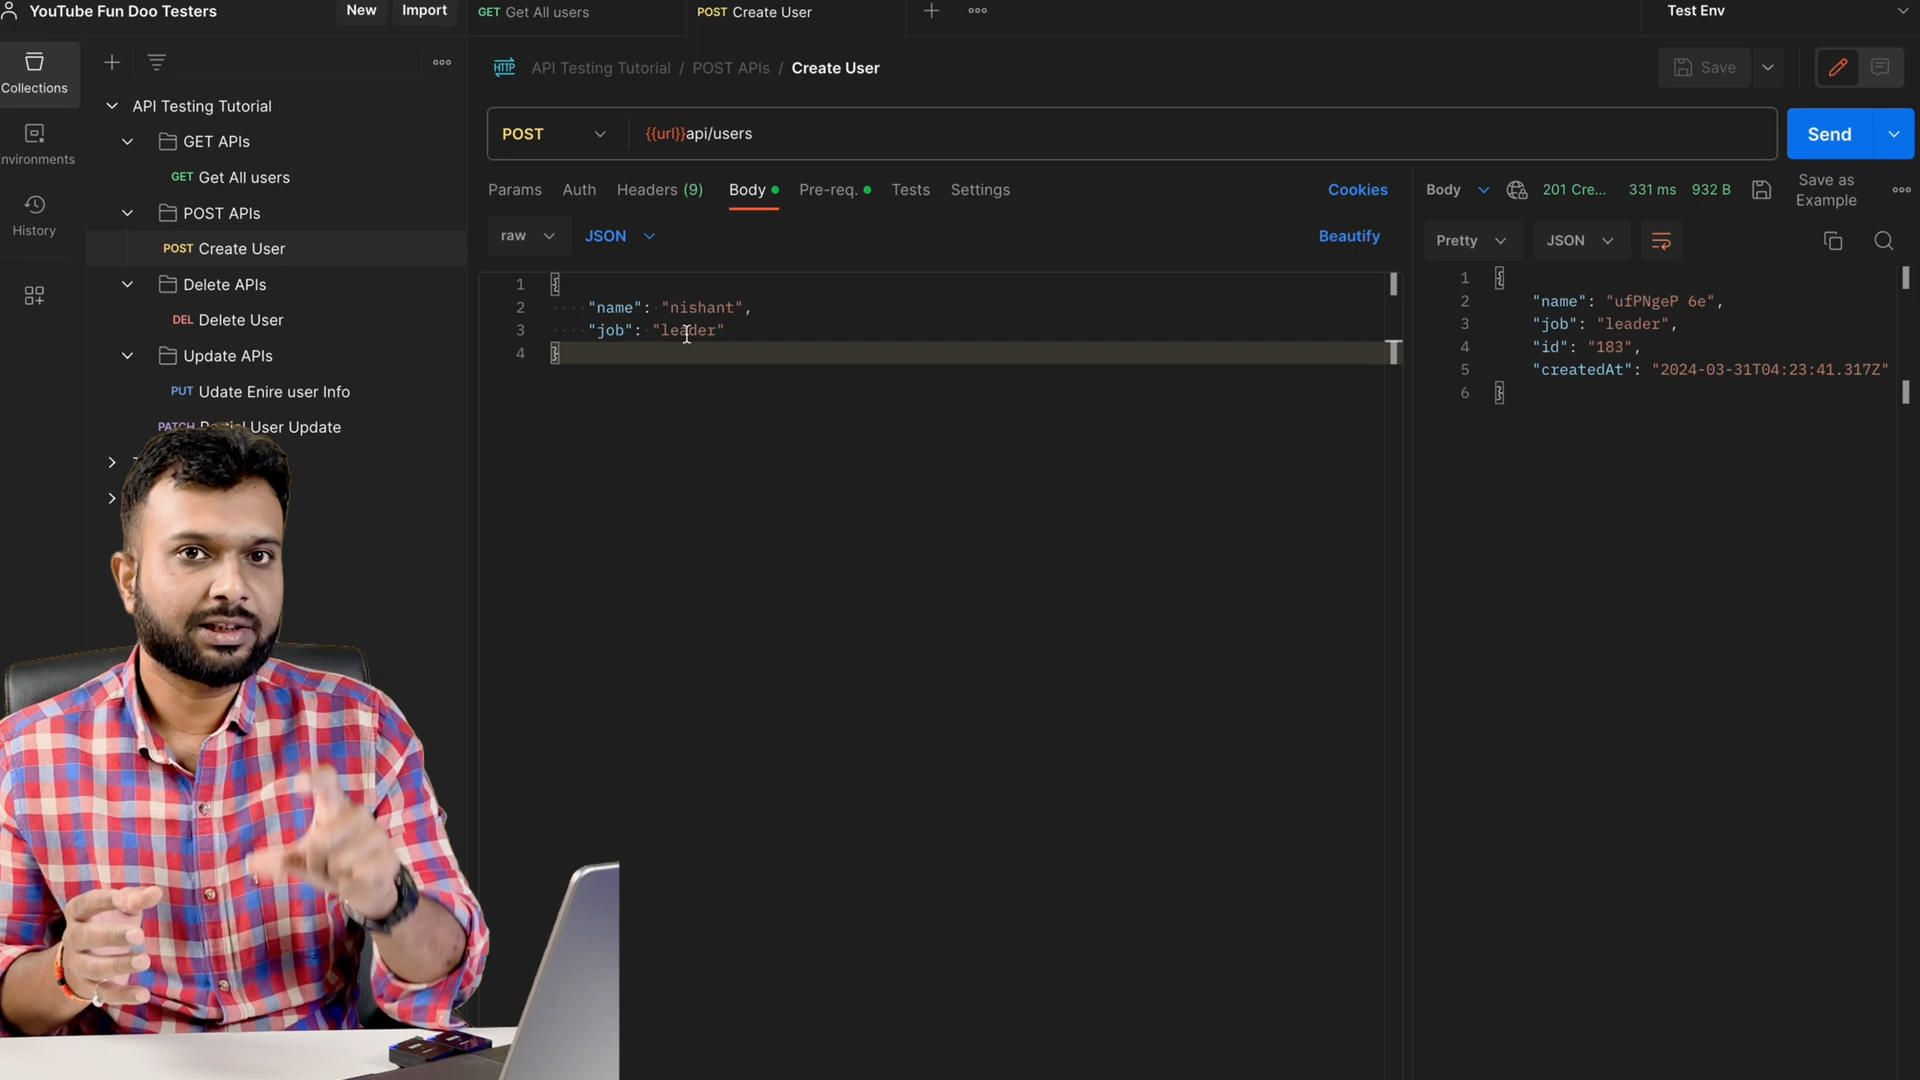 YouTube Fun Doo Testers
New
Import
GET Get All users
POST Create User
Test Env
Collections
API Testing Tutorial / POST APIs / Create User
Save
API Testing Tutorial
GET APIs
GET Get All users
POST APIs
POST Create User
Delete APIs
DEL Delete User
Update APIs
PUT Udate Enire user Info
PATCH User Update
nvironments
History
HTTP
POST
{{url}}api/users
Send
Params
Auth
Headers (9)
Body
Pre-req.
Tests
Settings
Cookies
raw
JSON
Beautify
1 {
2 "name": "nishant",
3 "job": "leader"
4 }
Body
201 Cre...
331 ms
932 B
Save as
Example
Pretty
JSON
1 {
2 "name": "ufPNgeP 6e",
3 "job": "leader",
4 "id": "183",
5 "createdAt": "2024-03-31T04:23:41.317Z"
6 }